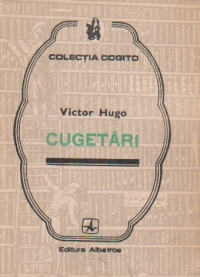 COLECȚIA COGITO
Victor Hugo
CUGETĂRI
Editura Albatros